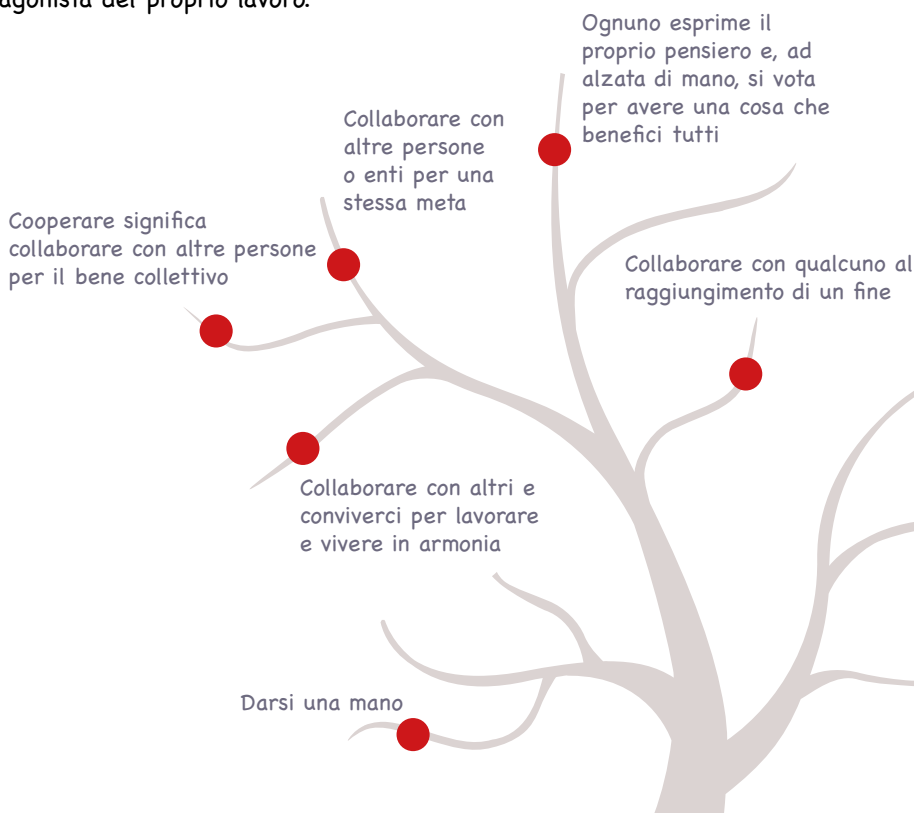 protagonista del proprio lavoro.
Ognuno esprime il
proprio pensiero e, ad
alzata di mano, si vota
per avere una cosa che
benefici tutti
Collaborare con
altre persone
o enti per una
stessa meta
Cooperare significa
collaborare con altre persone
per il bene collettivo
Collaborare con qualcuno al
raggiungimento di un fine
Collaborare con altri e
conviverci per lavorare
e vivere in armonia
Darsi una mano